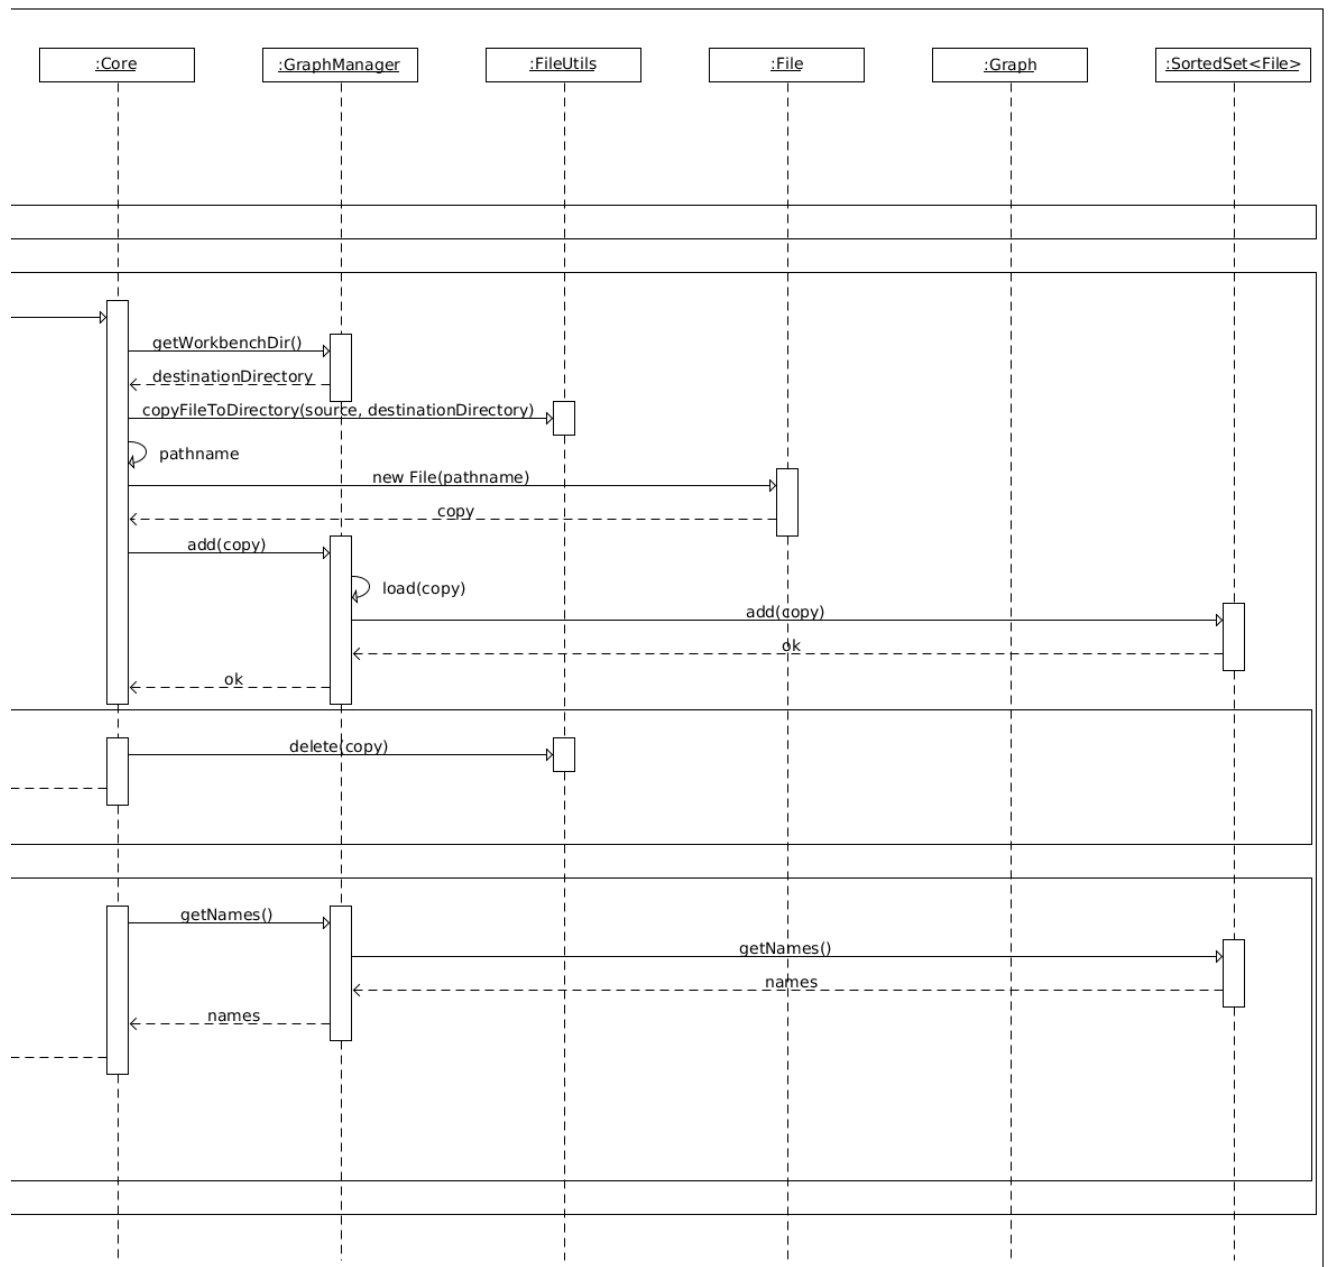 :Core
:GraphManager
:FileUtils
:File
:Graph
:SortedSet<File>
getWorkbenchDir()
destinationDirectory
copyFileToDirectory(source, destinationDirectory)
pathname
new File(pathname)
copy
add(copy)
load(copy)
add(copy)
ok
ok
delete(copy)
getNames()
getNames()
names
names